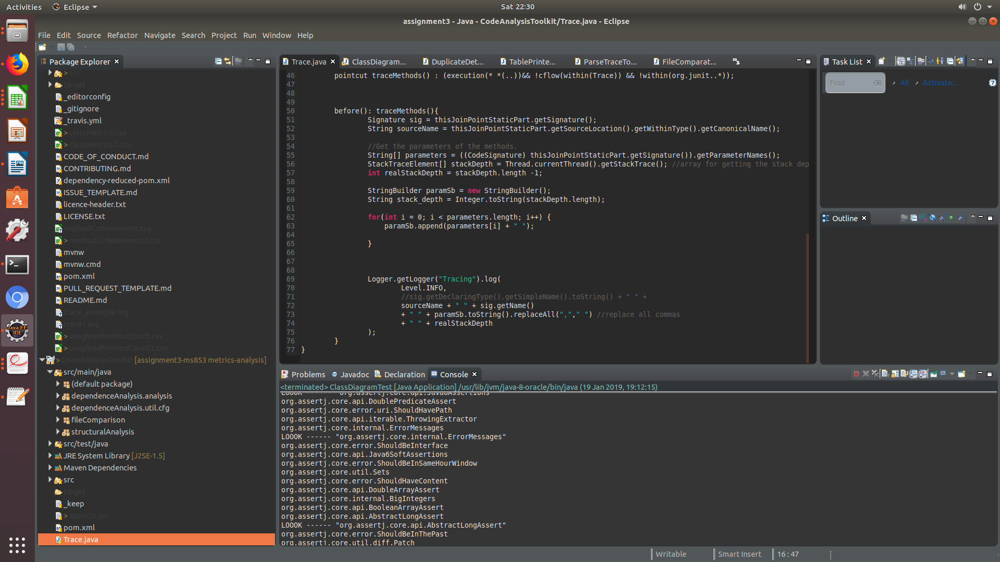 Activities
Eclipse
Sat 22:30
assignment3 - Java - CodeAnalysisToolkit/Trace.java - Eclipse
File Edit Source Refactor Navigate Search Project Run Window Help
Package Explorer
> src
target
_editorconfig
_gitignore
_travis.yml
> classMetrics.csv
> classMetrics2.csv
CODE_OF_CONDUCT.md
CONTRIBUTING.md
dependency-reduced-pom.xml
ISSUE_TEMPLATE.md
licence-header.txt
LICENSE.txt
methodCohesiveness.csv
> methodCohesiveness2.csv
mvnw
mvnw.cmd
pom.xml
PULL_REQUEST_TEMPLATE.md
README.md
trace_example.log
trace1.log
> weightedMethodCount.csv
> weightedMethodCount2.csv
> CodeAnalysisToolkit [assignment3-ms853 metrics-analysis]
src/main/java
(default package)
dependenceAnalysis.analysis
dependenceAnalysis.util.cfg
fileComparison
structuralAnalysis
src/test/java
JRE System Library [J2SE-1.5]
Maven Dependencies
src
target
_keep
> aspects.jar
pom.xml
Trace.java
Java EE
IDE
Trace.java ClassDiagram... DuplicateDet... TablePrinte... ParseTraceTo... FileComparat...
46 pointcut traceMethods() : (execution(* *(..))&& !cflow(within(Trace)) && !within(org.junit..*));
47
48
49
50 before(): traceMethods(){
51 Signature sig = thisJoinPointStaticPart.getSignature();
52 String sourceName = thisJoinPointStaticPart.getSourceLocation().getWithinType().getCanonicalName();
53
54 //Get the parameters of the methods.
55 String[] parameters = ((CodeSignature) thisJoinPointStaticPart.getSignature()).getParameterNames();
56 StackTraceElement[] stackDepth = Thread.currentThread().getStackTrace(); //array for getting the stack dep
57 int realStackDepth = stackDepth.length -1;
58
59 StringBuilder paramSb = new StringBuilder();
60 String stack_depth = Integer.toString(stackDepth.length);
61
62 for(int i = 0; i < parameters.length; i++) {
63 paramSb.append(parameters[i] + " ");
64
65 }
66
67
68
69 Logger.getLogger("Tracing").log(
70 Level.INFO,
71 //sig.getDeclaringType().getSimpleName().toString() + " " +
72 sourceName + " " + sig.getName()
73 + " " + paramSb.toString().replaceAll(","," ") //replace all commas
74 + " " + realStackDepth
75 );
76 }
77 }
Task List
Find
All
Activate...
Outline
Problems Javadoc Declaration Console
<terminated> ClassDiagramTest [Java Application] /usr/lib/jvm/java-8-oracle/bin/java (19 Jan 2019, 19:12:15)
LOOOK ------ "org.assertj.core.api.Java6Assertions"
org.assertj.core.api.DoublePredicateAssert
org.assertj.core.error.uri.ShouldHavePath
org.assertj.core.api.iterable.ThrowingExtractor
org.assertj.core.internal.ErrorMessages
LOOOK ------ "org.assertj.core.internal.ErrorMessages"
org.assertj.core.error.ShouldBeInterface
org.assertj.core.api.Java6SoftAssertions
org.assertj.core.error.ShouldBeInSameHourWindow
org.assertj.core.util.Sets
org.assertj.core.error.ShouldHaveContent
org.assertj.core.api.DoubleArrayAssert
org.assertj.core.internal.BigIntegers
org.assertj.core.api.BooleanArrayAssert
org.assertj.core.api.AbstractLongAssert
LOOOK ------ "org.assertj.core.api.AbstractLongAssert"
org.assertj.core.error.ShouldBeInThePast
org.assertj.core.util.diff.Patch
Writable
Smart Insert
16 : 47